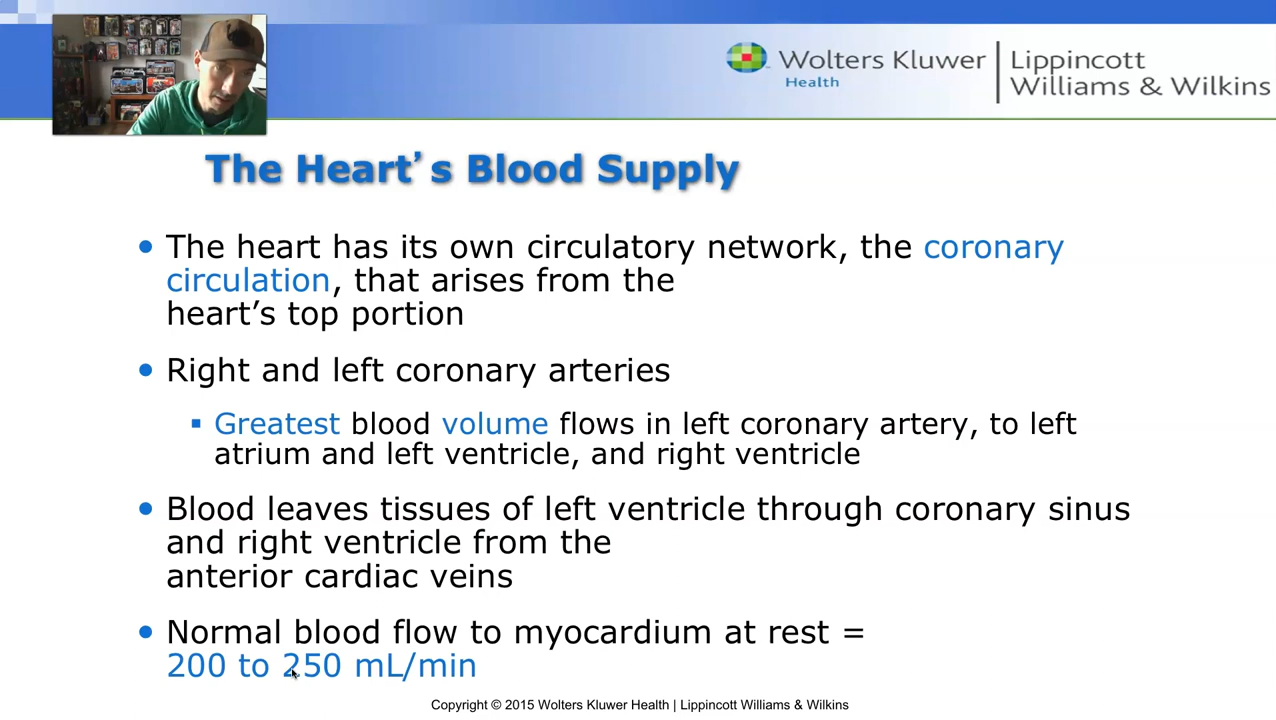 Wolters Kluwer
Health
Lippincott
Williams & Wilkins
The Heart’s Blood Supply
• The heart has its own circulatory network, the coronary
circulation, that arises from the
heart’s top portion
• Right and left coronary arteries
▪ Greatest blood volume flows in left coronary artery, to left
atrium and left ventricle, and right ventricle
• Blood leaves tissues of left ventricle through coronary sinus
and right ventricle from the
anterior cardiac veins
• Normal blood flow to myocardium at rest =
200 to 250 mL/min
Copyright © 2015 Wolters Kluwer Health | Lippincott Williams & Wilkins